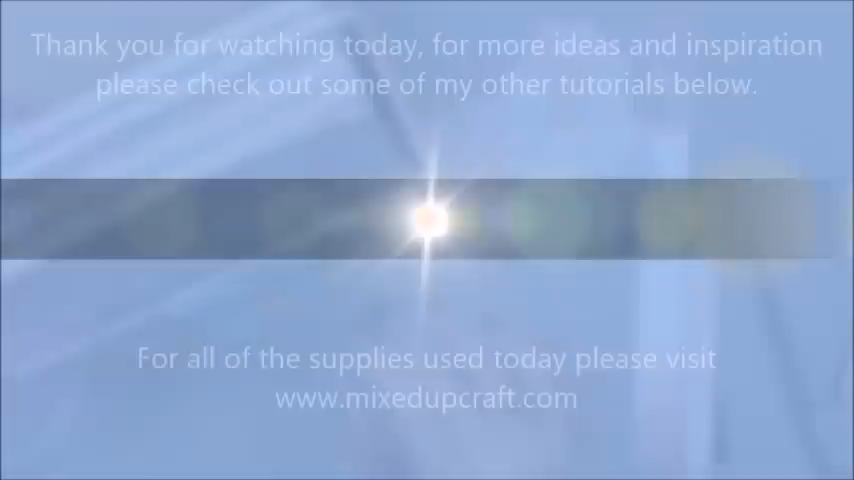 Thank you for watching today, for more ideas and inspiration
please check out some of my other tutorials below.
For all of the supplies used today please visit
www.mixedupcraft.com